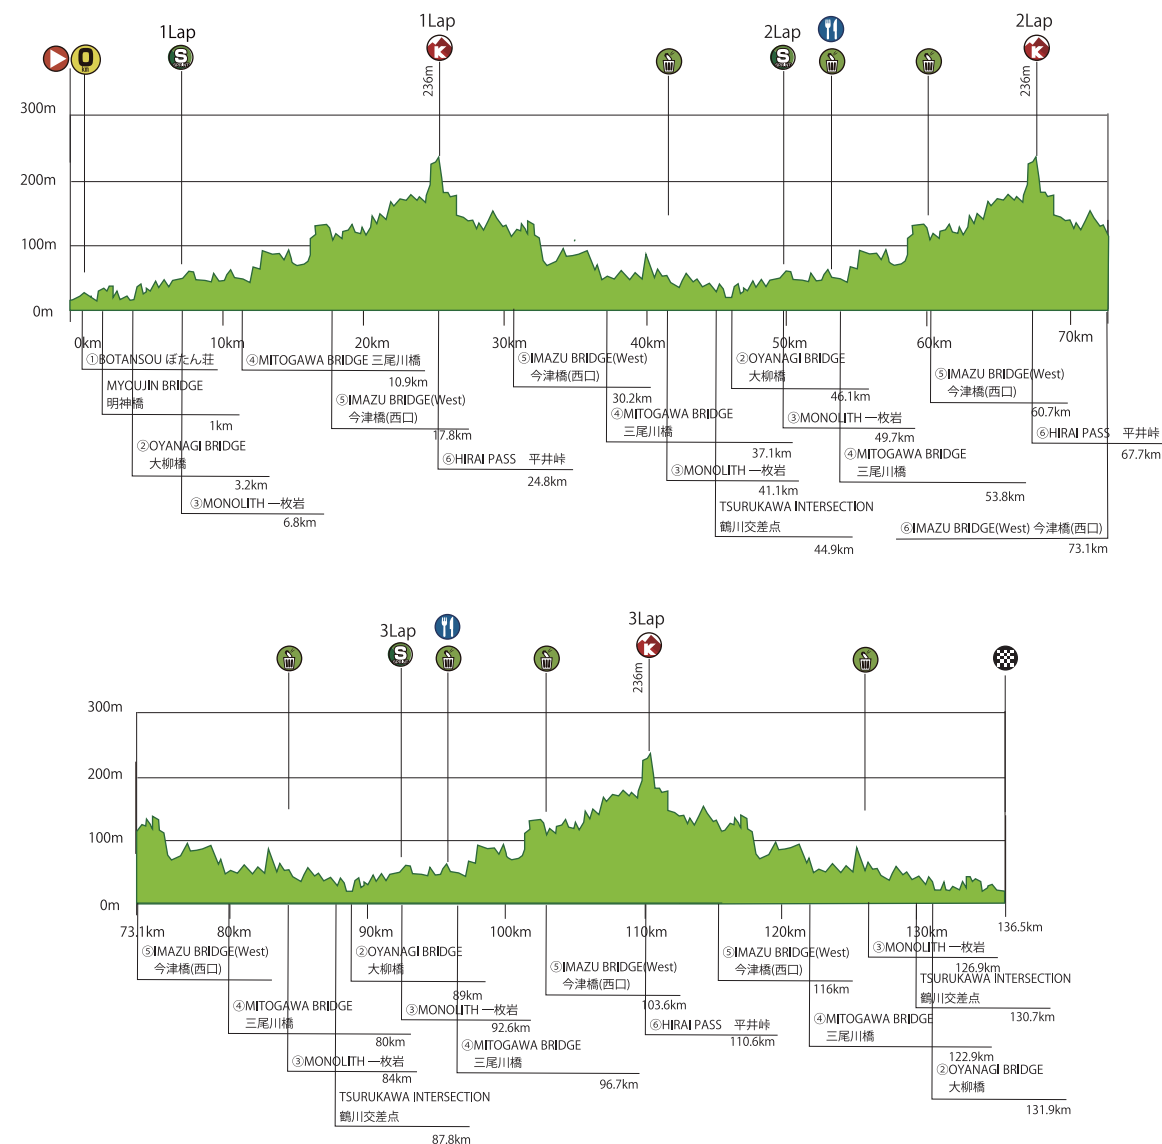 1Lap
1Lap
2Lap
2Lap
0
km
S
K
236m
S
K
236m
300m
200m
100m
0m
0km
10km
20km
30km
40km
50km
60km
70km
①BOTANSOU ぼたん荘
MYOUJIN BRIDGE
明神橋
1km
②OYANAGI BRIDGE
大柳橋
3.2km
③MONOLITH 一枚岩
6.8km
④MITOGAWA BRIDGE 三尾川橋
10.9km
⑤IMAZU BRIDGE(West)
今津橋(西口)
17.8km
⑥HIRAI PASS　平井峠
24.8km
⑤IMAZU BRIDGE(West)
今津橋(西口)
30.2km
④MITOGAWA BRIDGE
三尾川橋
37.1km
③MONOLITH 一枚岩
41.1km
TSURUKAWA INTERSECTION
鶴川交差点
44.9km
②OYANAGI BRIDGE
大柳橋
46.1km
③MONOLITH 一枚岩
49.7km
④MITOGAWA BRIDGE
三尾川橋
53.8km
⑤IMAZU BRIDGE(West)
今津橋(西口)
60.7km
⑥HIRAI PASS　平井峠
67.7km
⑥IMAZU BRIDGE(West) 今津橋(西口)
73.1km
3Lap
3Lap
S
K
236m
300m
200m
100m
0m
73.1km
80km
90km
100km
110km
120km
130km
136.5km
⑤IMAZU BRIDGE(West)
今津橋(西口)
④MITOGAWA BRIDGE
三尾川橋
80km
③MONOLITH 一枚岩
84km
TSURUKAWA INTERSECTION
鶴川交差点
87.8km
②OYANAGI BRIDGE
大柳橋
89km
③MONOLITH 一枚岩
92.6km
④MITOGAWA BRIDGE
三尾川橋
96.7km
⑤IMAZU BRIDGE(West)
今津橋(西口)
103.6km
⑥HIRAI PASS　平井峠
110.6km
⑤IMAZU BRIDGE(West)
今津橋(西口)
116km
④MITOGAWA BRIDGE
三尾川橋
122.9km
③MONOLITH 一枚岩
126.9km
TSURUKAWA INTERSECTION
鶴川交差点
130.7km
②OYANAGI BRIDGE
大柳橋
131.9km